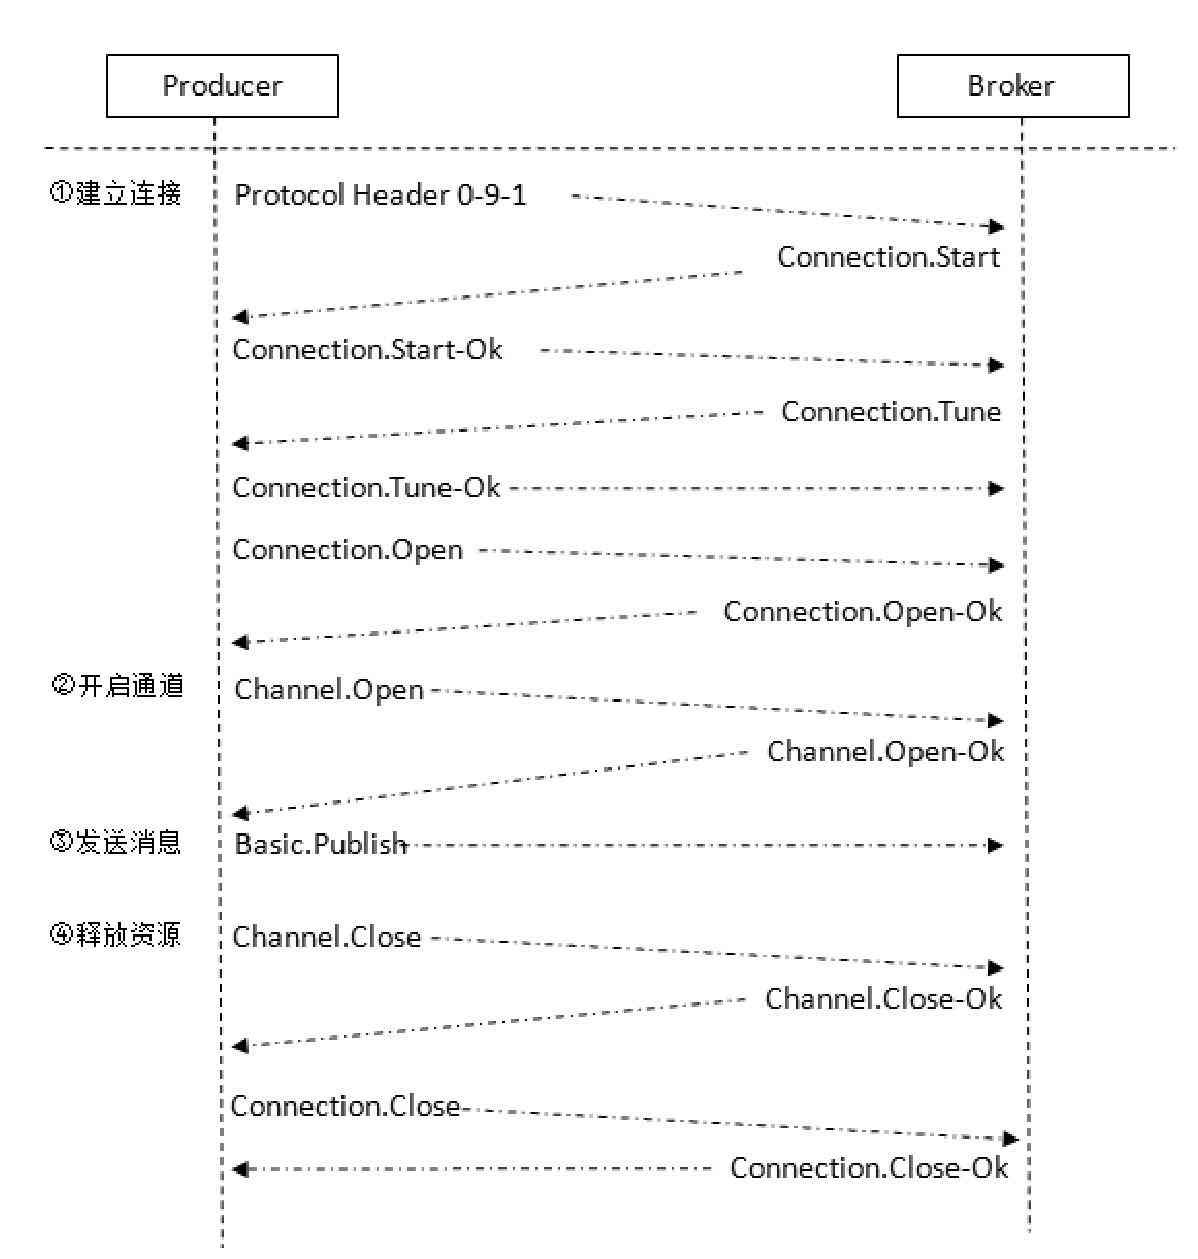 Producer
Broker
①建立连接
Protocol Header 0-9-1
Connection.Start
Connection.Start-Ok
Connection.Tune
Connection.Tune-Ok
Connection.Open
Connection.Open-Ok
②开启通道
Channel.Open
Channel.Open-Ok
③发送消息
Basic.Publish
④释放资源
Channel.Close
Channel.Close-Ok
Connection.Close
Connection.Close-Ok